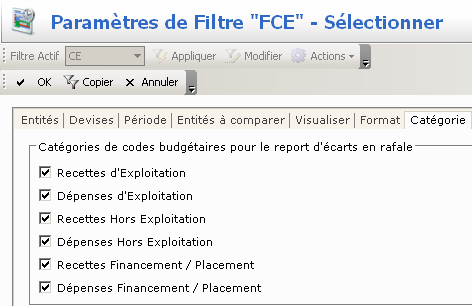 Paramètres de Filtre "FCE" - Sélectionner
Filtre Actif CE Appliquer Modifier Actions
OK Copier Annuler
Entités Devises Période Entités à comparer Visualiser Format Catégorie
Catégories de codes budgétaires pour le report d'écarts en rafale
Recettes d'Exploitation
Dépenses d'Exploitation
Recettes Hors Exploitation
Dépenses Hors Exploitation
Recettes Financement / Placement
Dépenses Financement / Placement